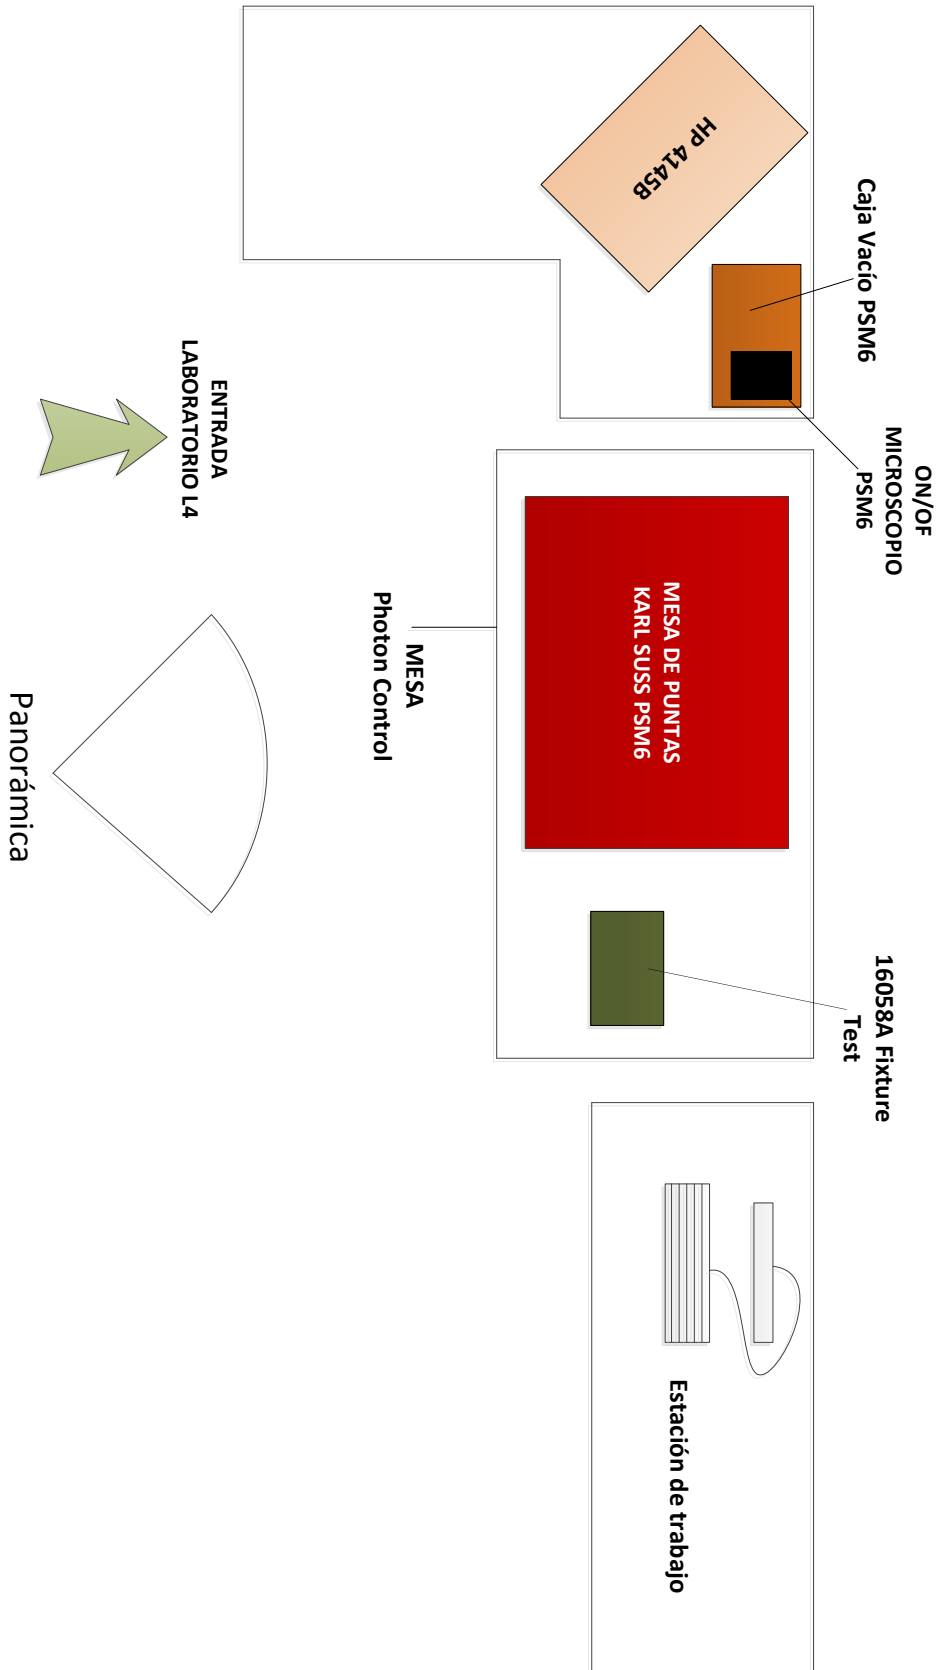 HP 4145B
Caja Vacío PSM6
ON/OF
MICROSCOPIO
PSM6
ENTRADA
LABORATORIO L4
MESA DE PUNTAS
KARL SUSS PSM6
MESA
Photon Control
16058A Fixture
Test
Panorámica
Estación de trabajo